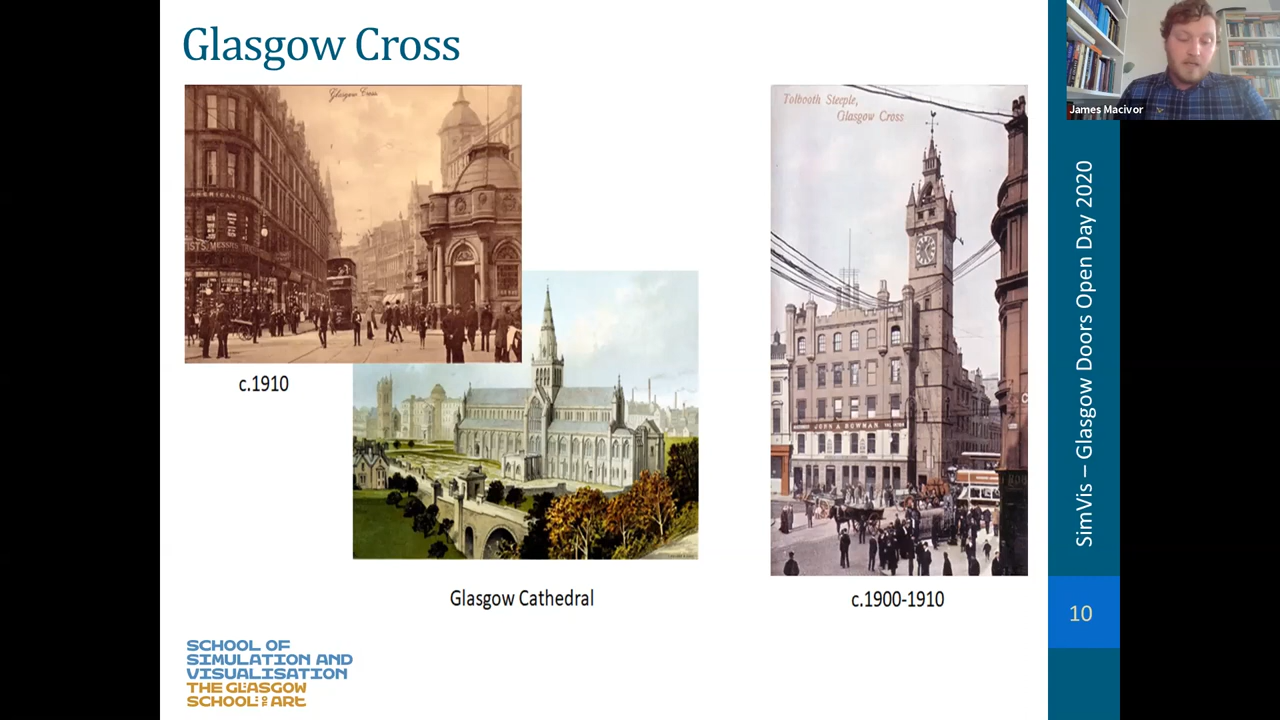 Glasgow Cross
Glasgow Cross
AMERICAN
c.1910
Glasgow Cathedral
Tolbooth Steeple,
Glasgow Cross
JOHN A BOWMAN
c.1900-1910
SCHOOL OF
SIMULATION AND
VISUALISATION
THE GLASGOW
SCHOOL OF ART
James Macivor
SimVis – Glasgow Doors Open Day 2020
10